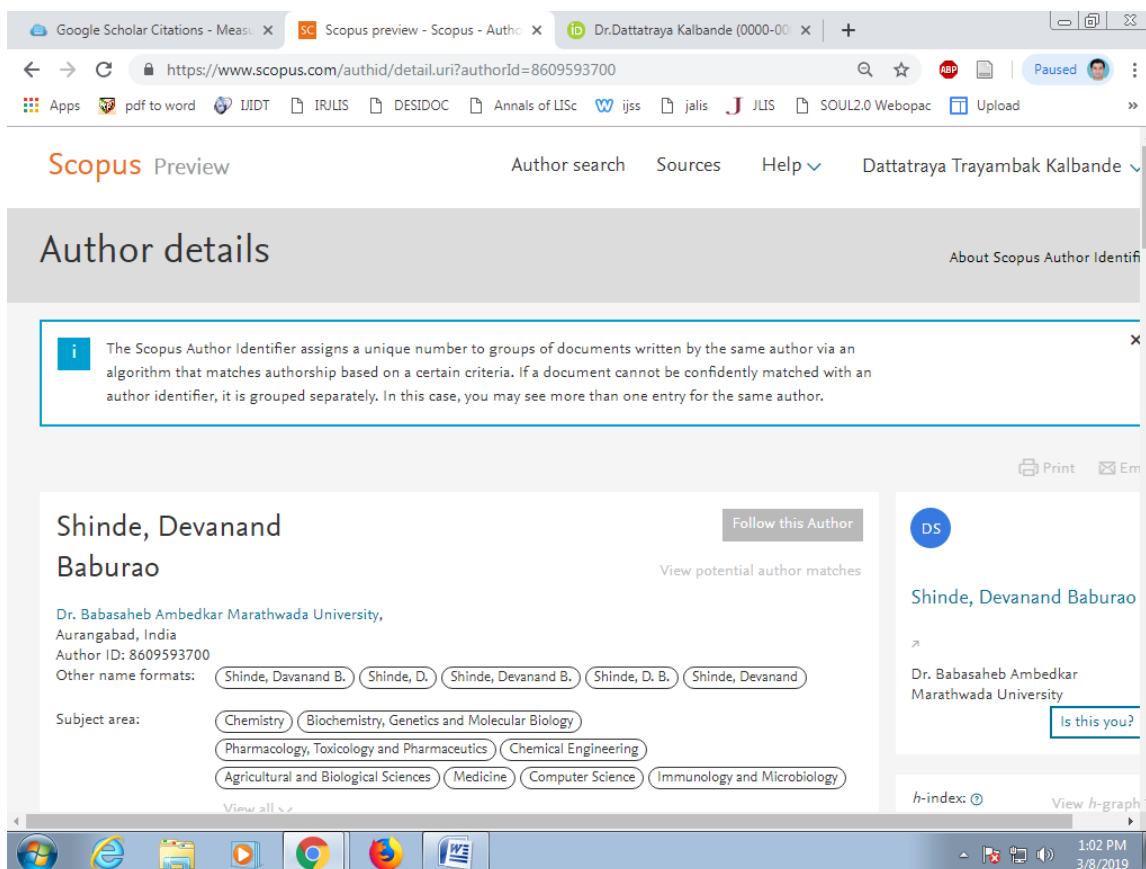 Google Scholar Citations - Measu
SC Scopus preview - Scopus - Autho
iD Dr.Dattatraya Kalbande (0000-00
https://www.scopus.com/authid/detail.uri?authorId=8609593700
ABP
Paused
Apps pdf to word IJIDT IRJLIS DESIDOC Annals of LISc ijss jalis JLIS SOUL2.0 Webopac Upload »
Scopus Preview
Author search Sources Help Dattatraya Trayambak Kalbande
Author details
About Scopus Author Identifi
i
The Scopus Author Identifier assigns a unique number to groups of documents written by the same author via an
algorithm that matches authorship based on a certain criteria. If a document cannot be confidently matched with an
author identifier, it is grouped separately. In this case, you may see more than one entry for the same author.
Print Em
Shinde, Devanand
Baburao
Follow this Author
View potential author matches
Dr. Babasaheb Ambedkar Marathwada University,
Aurangabad, India
Author ID: 8609593700
Other name formats: Shinde, Davanand B. Shinde, D. Shinde, Devanand B. Shinde, D. B. Shinde, Devanand
Subject area: Chemistry Biochemistry, Genetics and Molecular Biology
Pharmacology, Toxicology and Pharmaceutics Chemical Engineering
Agricultural and Biological Sciences Medicine Computer Science Immunology and Microbiology
View all
DS
Shinde, Devanand Baburao
Dr. Babasaheb Ambedkar
Marathwada University
Is this you?
h-index: View h-graph
1:02 PM
3/8/2019